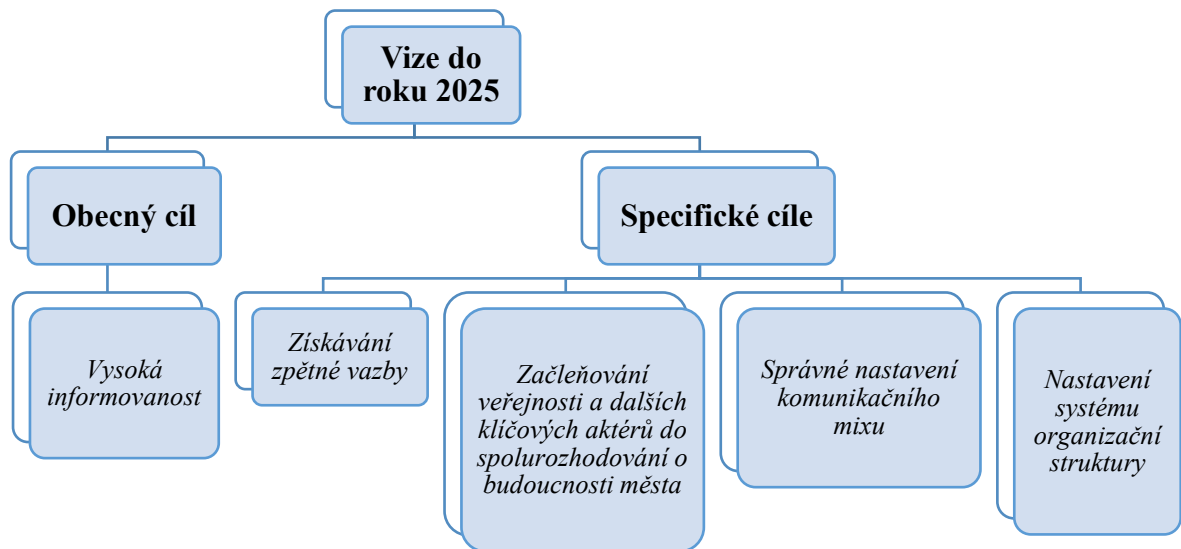 Vize do
roku 2025
Obecný cíl
Specifické cíle
Vysoká
informovanost
Získávání
zpětné vazby
Začleňování
veřejnosti a dalších
klíčových aktérů do
spolurozhodování o
budoucnosti města
Správné nastavení
komunikačního
mixu
Nastavení
systému
organizační
struktury